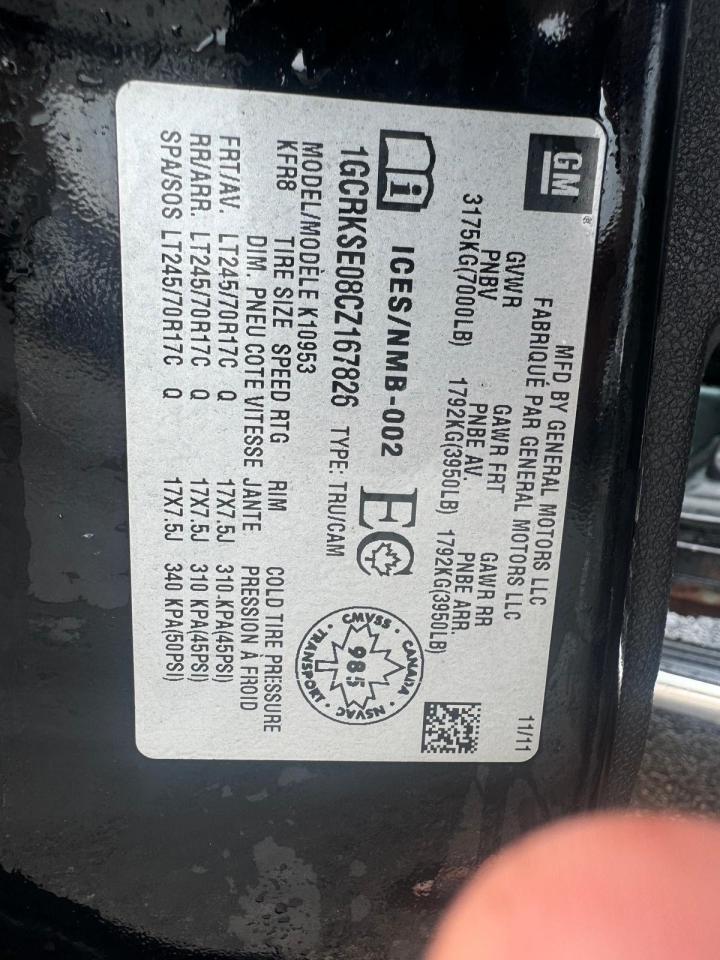 GM
MFD BY GENERAL MOTORS LLC 11/11
FABRIQUÉ PAR GENERAL MOTORS LLC
GVWR GAWR FRT GAWR RR
PNBV PNBE AV. PNBE ARR.
3175KG(7000LB) 1792KG(3950LB) 1792KG(3950LB)
i ICES/NMB-002 EC
CMVSS · CANADA · NSVAC · TRANSPORT ·
985
1GCRKSE08CZ167826 TYPE: TRU/CAM
MODEL/MODÈLE K10953
KFR8 TIRE SIZE SPEED RTG RIM COLD TIRE PRESSURE
DIM. PNEU COTE VITESSE JANTE PRESSION À FROID
FRT/AV. LT245/70R17C Q 17X7.5J 310 KPA(45PSI)
RR/ARR. LT245/70R17C Q 17X7.5J 310 KPA(45PSI)
SPA/SOS LT245/70R17C Q 17X7.5J 340 KPA(50PSI)